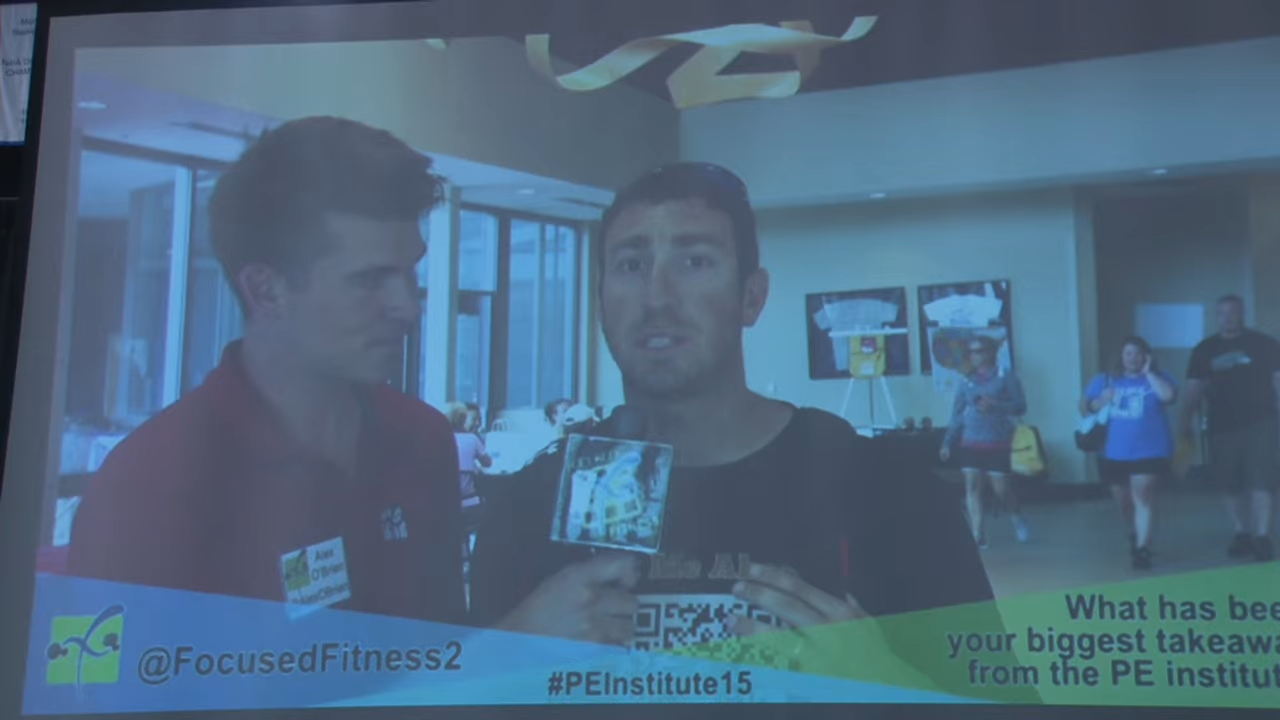 Alex
O'Brien
@FocusedFitness2
#PEInstitute15
What has bee
your biggest takeawa
from the PE institut